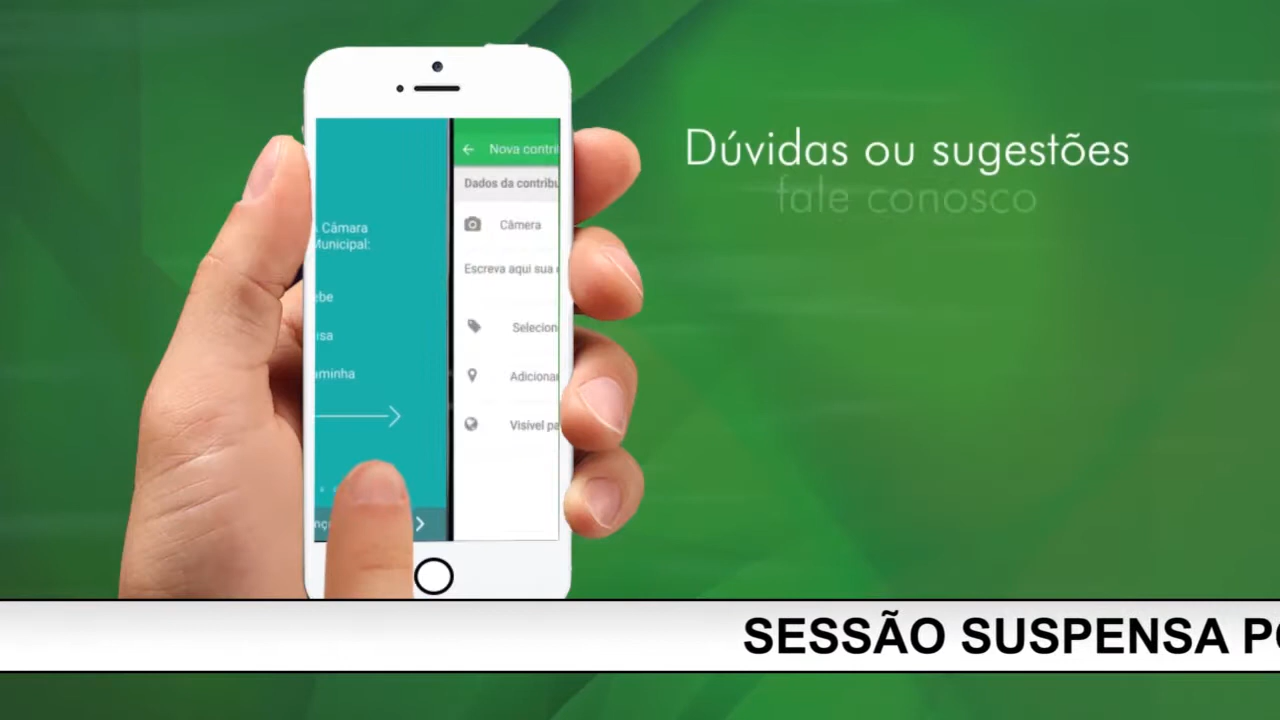 Dúvidas ou sugestões
fale conosco
Nova contri
Dados da contribu
Câmera
Escreva aqui sua
Selecion
Adiciona
Visível pa
A Câmara
Municipal:
ebe
isa
aminha
SESSÃO SUSPENSA